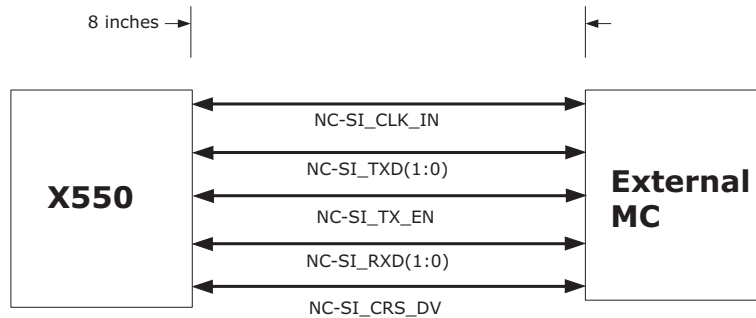 8 inches
NC-SI_CLK_IN
NC-SI_TXD(1:0)
X550
External
MC
NC-SI_TX_EN
NC-SI_RXD(1:0)
NC-SI_CRS_DV